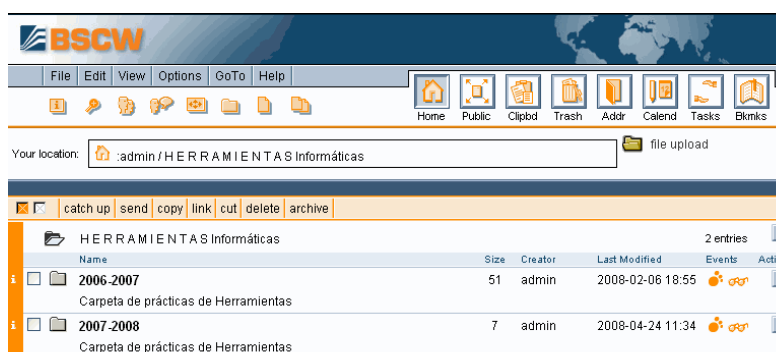 BSCW
File Edit View Options GoTo Help
Home Public Clipbd Trash Addr Calend Tasks Bkmks
Your location: :admin / H E R R A M I E N T A S Informáticas file upload
catch up send copy link cut delete archive
H E R R A M I E N T A S Informáticas 2 entries
Name Size Creator Last Modified Events
2006-2007 51 admin 2008-02-06 18:55
Carpeta de prácticas de Herramientas
2007-2008 7 admin 2008-04-24 11:34
Carpeta de prácticas de Herramientas